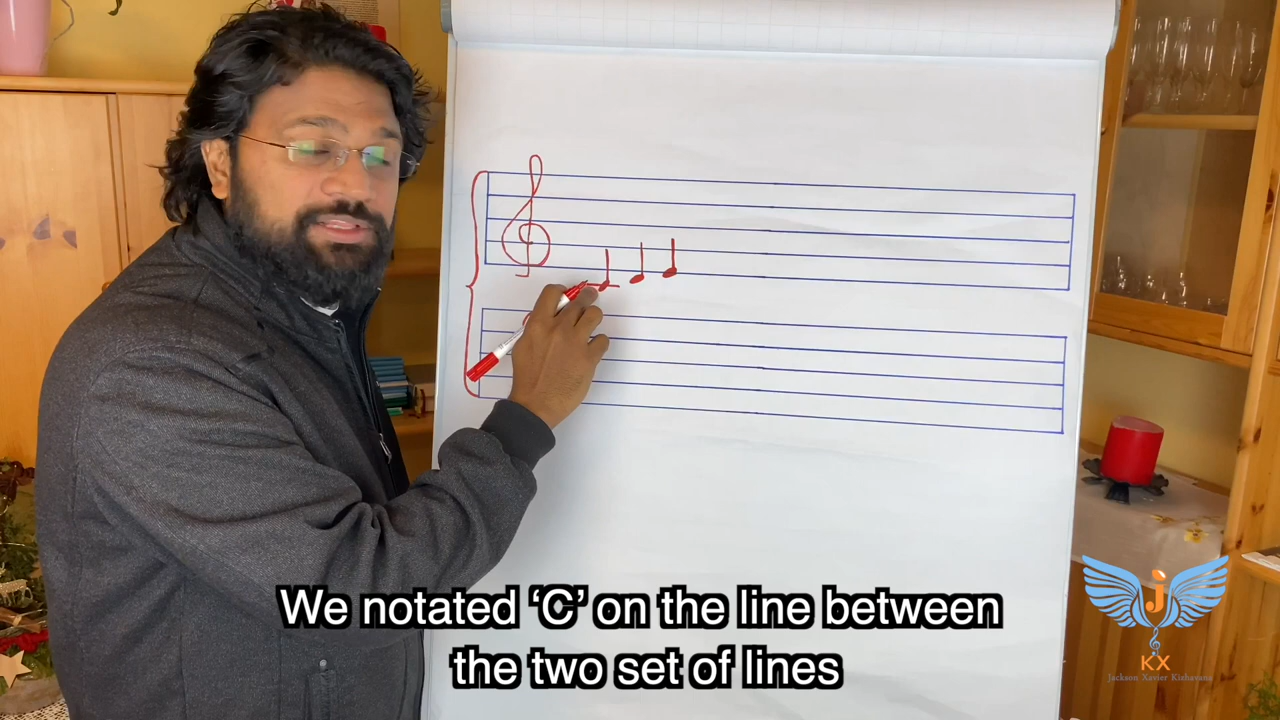 We notated ‘C’ on the line between
the two set of lines
KX
Jackson Xavier Kizhavana